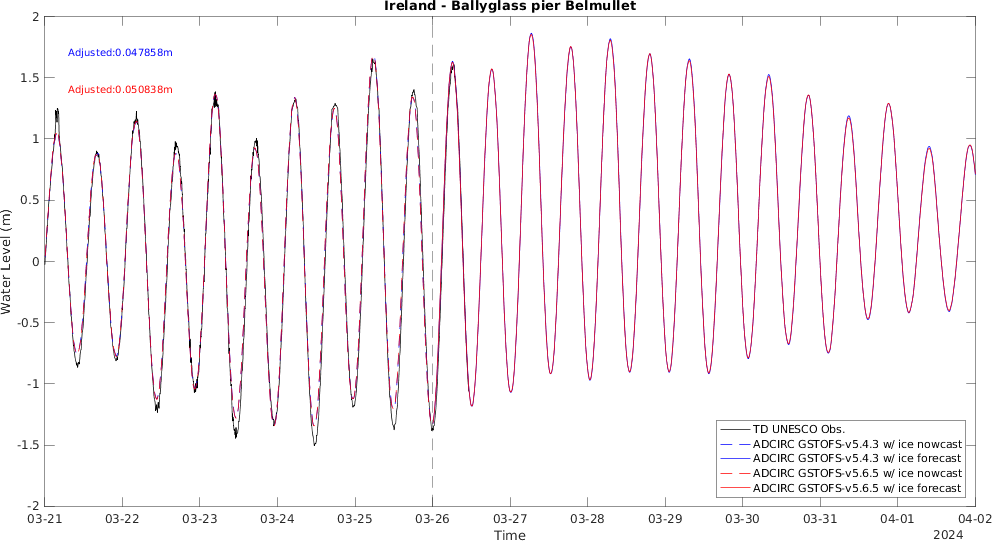 Ireland - Ballyglass pier Belmullet
Adjusted:0.047858m
Adjusted:0.050838m
Water Level (m)
2
1.5
1
0.5
0
-0.5
-1
-1.5
-2
TD UNESCO Obs.
ADCIRC GSTOFS-v5.4.3 w/ ice nowcast
ADCIRC GSTOFS-v5.4.3 w/ ice forecast
ADCIRC GSTOFS-v5.6.5 w/ ice nowcast
ADCIRC GSTOFS-v5.6.5 w/ ice forecast
03-21 03-22 03-23 03-24 03-25 03-26 03-27 03-28 03-29 03-30 03-31 04-01 04-02
Time
2024